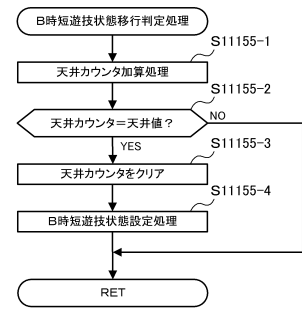 B時短遊技状態移行判定処理
S11155-1
天井カウンタ加算処理
S11155-2
天井カウンタ=天井値?
NO
YES
S11155-3
天井カウンタをクリア
S11155-4
B時短遊技状態設定処理
RET